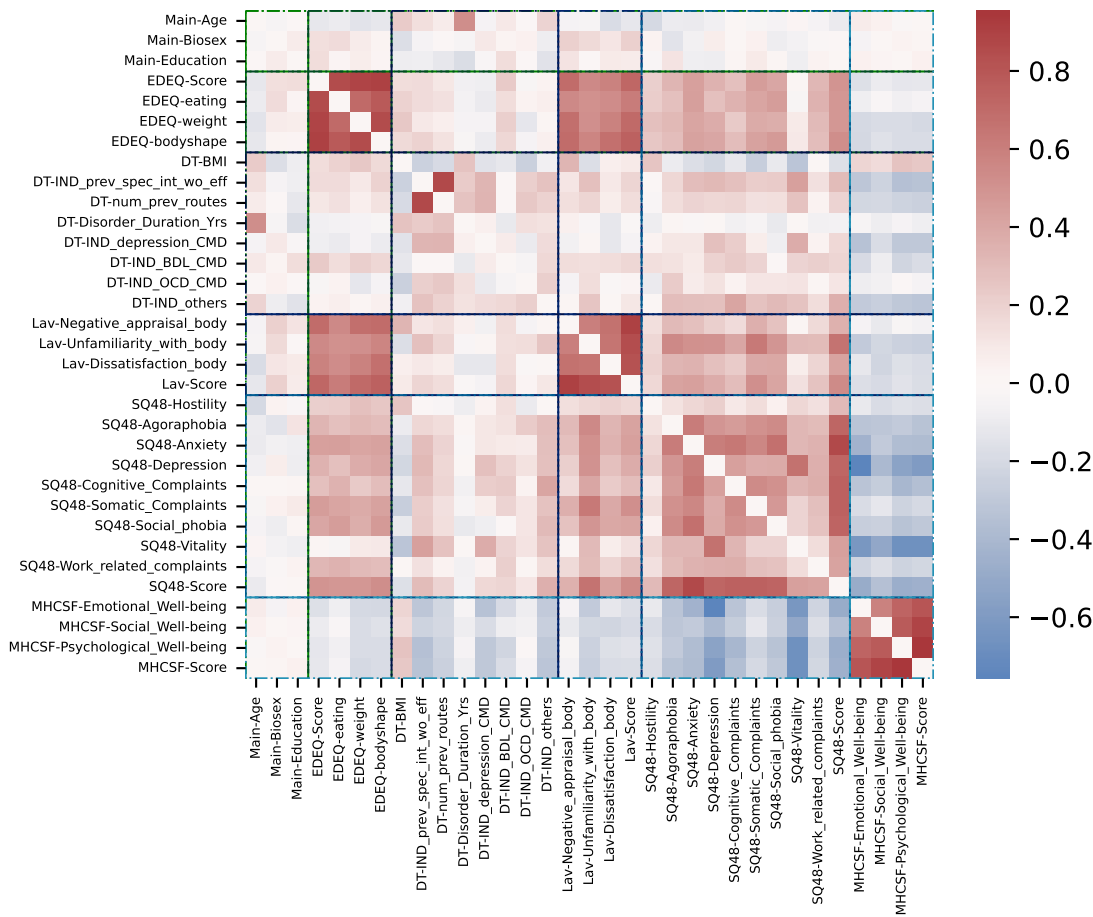 Main-Age
Main-Biosex
Main-Education
EDEQ-Score
EDEQ-eating
EDEQ-weight
EDEQ-bodyshape
DT-BMI
DT-IND_prev_spec_int_wo_eff
DT-num_prev_routes
DT-Disorder_Duration_Yrs
DT-IND_depression_CMD
DT-IND_BDL_CMD
DT-IND_OCD_CMD
DT-IND_others
Lav-Negative_appraisal_body
Lav-Unfamiliarity_with_body
Lav-Dissatisfaction_body
Lav-Score
SQ48-Hostility
SQ48-Agoraphobia
SQ48-Anxiety
SQ48-Depression
SQ48-Cognitive_Complaints
SQ48-Somatic_Complaints
SQ48-Social_phobia
SQ48-Vitality
SQ48-Work_related_complaints
SQ48-Score
MHCSF-Emotional_Well-being
MHCSF-Social_Well-being
MHCSF-Psychological_Well-being
MHCSF-Score
Main-Age
Main-Biosex
Main-Education
EDEQ-Score
EDEQ-eating
EDEQ-weight
EDEQ-bodyshape
DT-BMI
DT-IND_prev_spec_int_wo_eff
DT-num_prev_routes
DT-Disorder_Duration_Yrs
DT-IND_depression_CMD
DT-IND_BDL_CMD
DT-IND_OCD_CMD
DT-IND_others
Lav-Negative_appraisal_body
Lav-Unfamiliarity_with_body
Lav-Dissatisfaction_body
Lav-Score
SQ48-Hostility
SQ48-Agoraphobia
SQ48-Anxiety
SQ48-Depression
SQ48-Cognitive_Complaints
SQ48-Somatic_Complaints
SQ48-Social_phobia
SQ48-Vitality
SQ48-Work_related_complaints
SQ48-Score
MHCSF-Emotional_Well-being
MHCSF-Social_Well-being
MHCSF-Psychological_Well-being
MHCSF-Score
0.8
0.6
0.4
0.2
0.0
−0.2
−0.4
−0.6